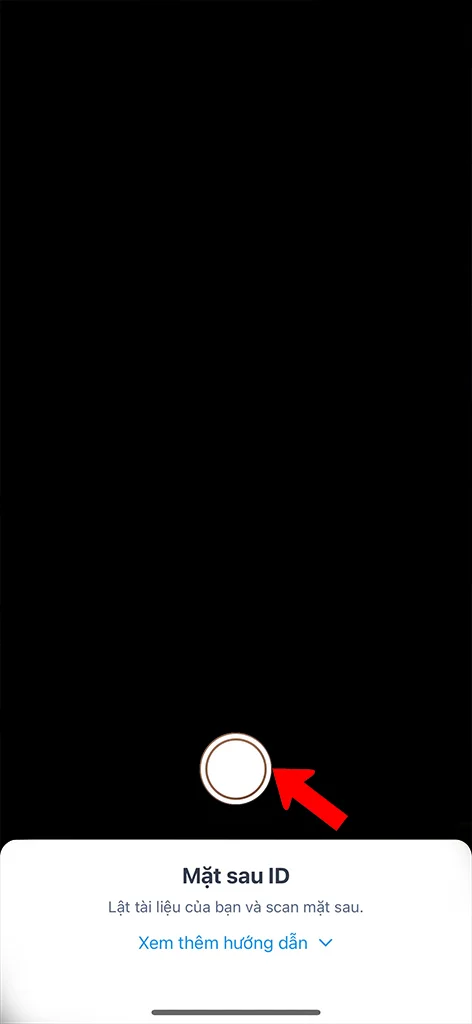 Mặt sau ID
Lật tài liệu của bạn và scan mặt sau.
Xem thêm hướng dẫn